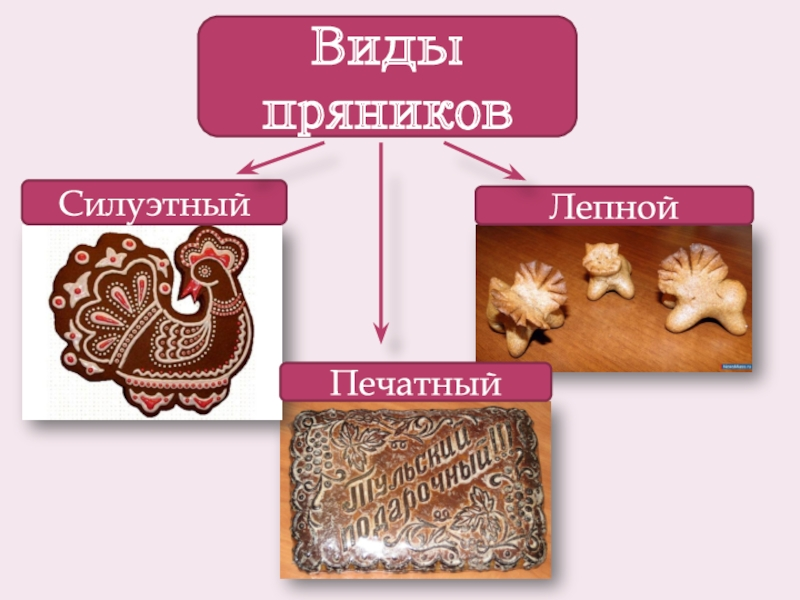 Виды
пряников
Силуэтный
Лепной
Печатный
Тульский
подарочный!!!